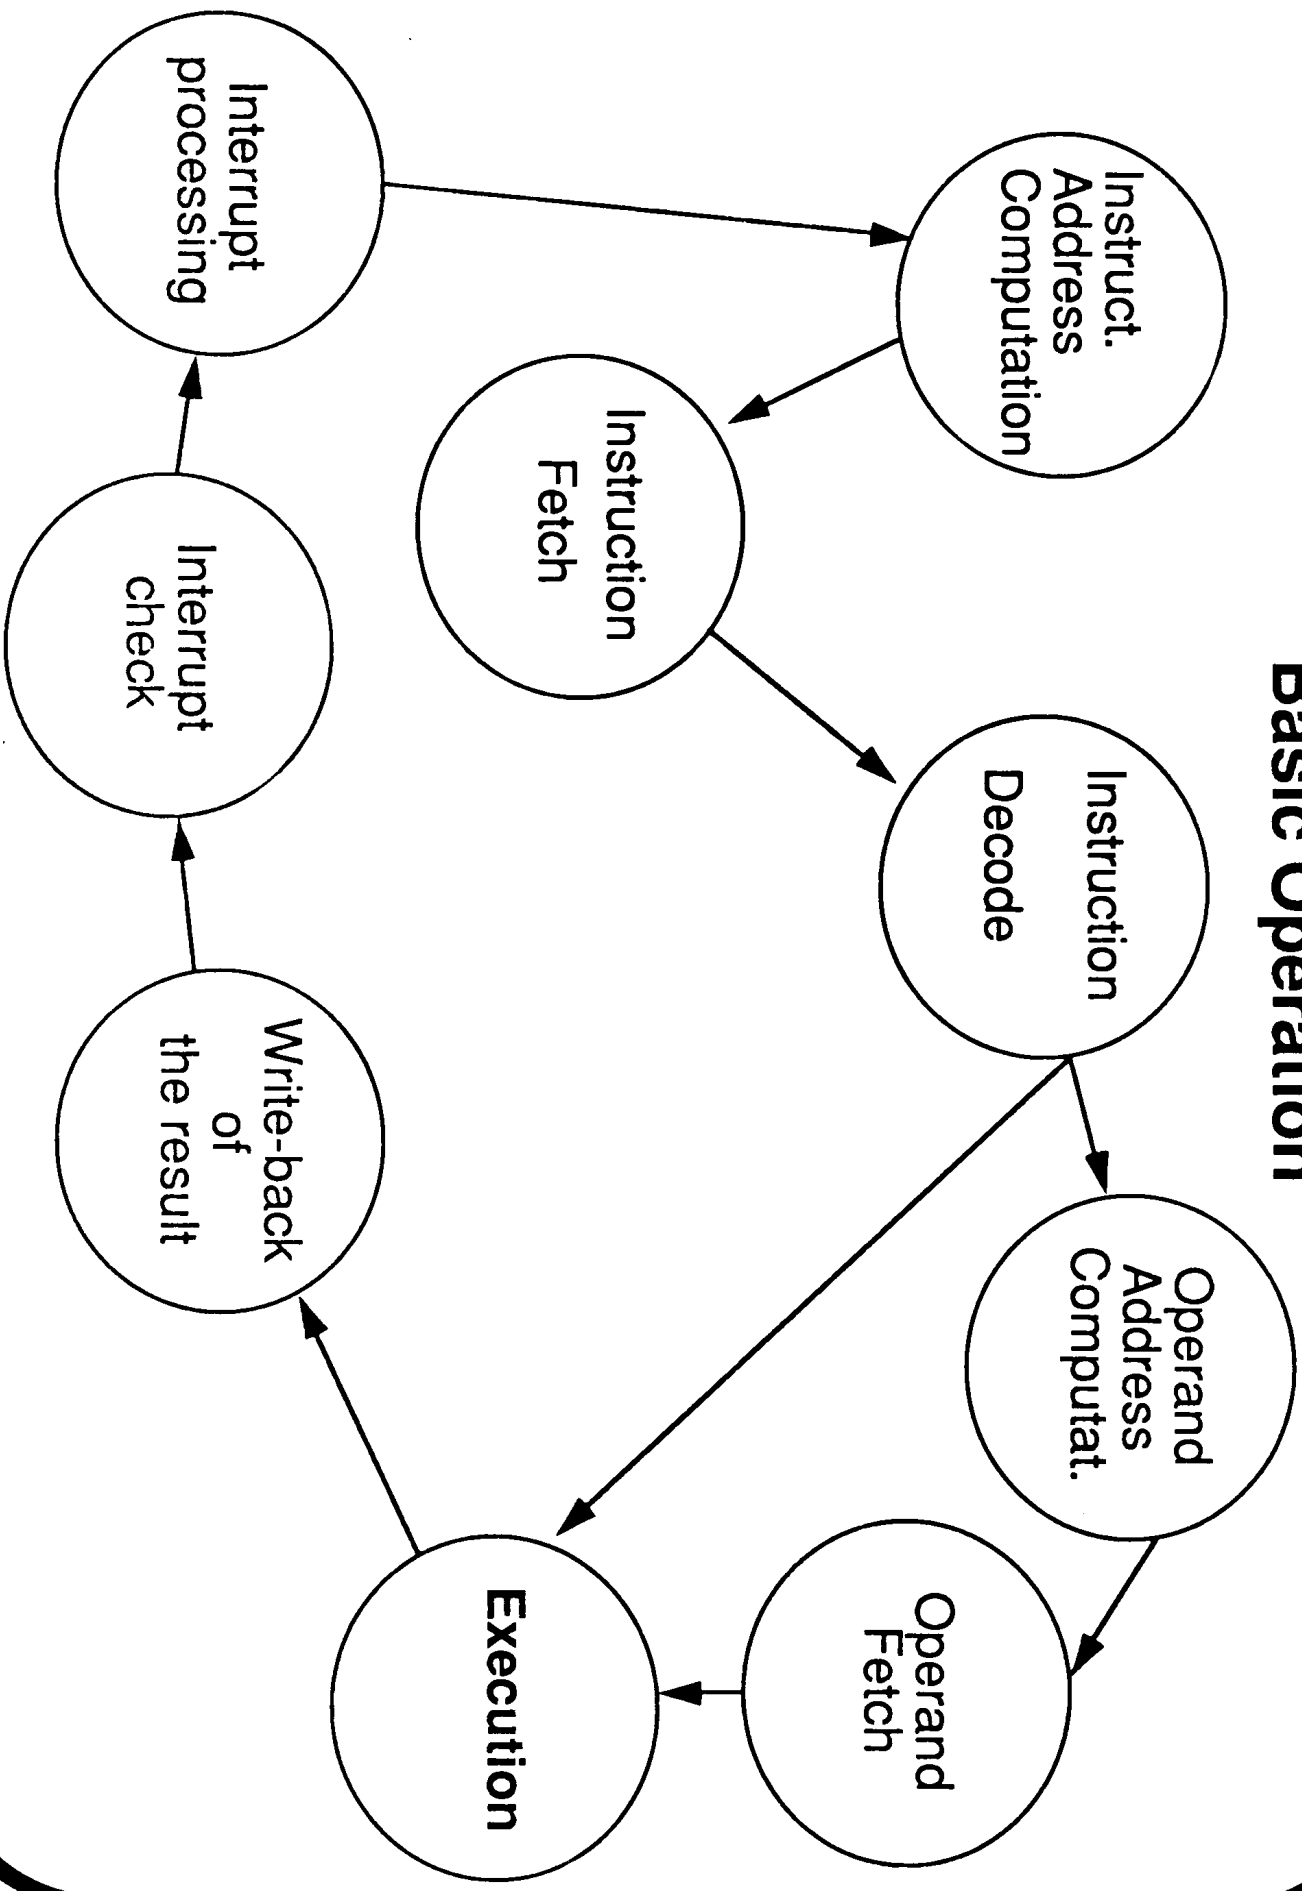 Basic Operation
Instruct.
Address
Computation
Instruction
Fetch
Instruction
Decode
Operand
Address
Computat.
Operand
Fetch
Execution
Write-back
of
the result
Interrupt
check
Interrupt
processing